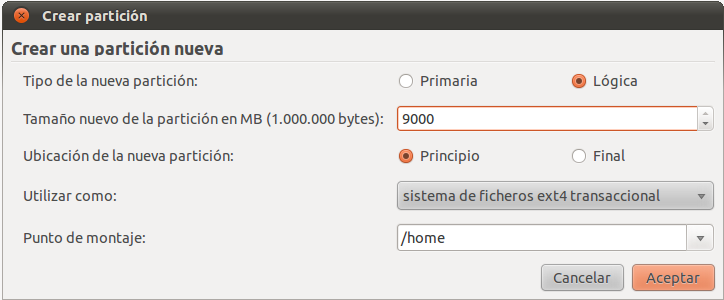 Crear partición
Crear una partición nueva
Tipo de la nueva partición: Primaria Lógica
Tamaño nuevo de la partición en MB (1.000.000 bytes): 9000
Ubicación de la nueva partición: Principio Final
Utilizar como: sistema de ficheros ext4 transaccional
Punto de montaje: /home
Cancelar Aceptar